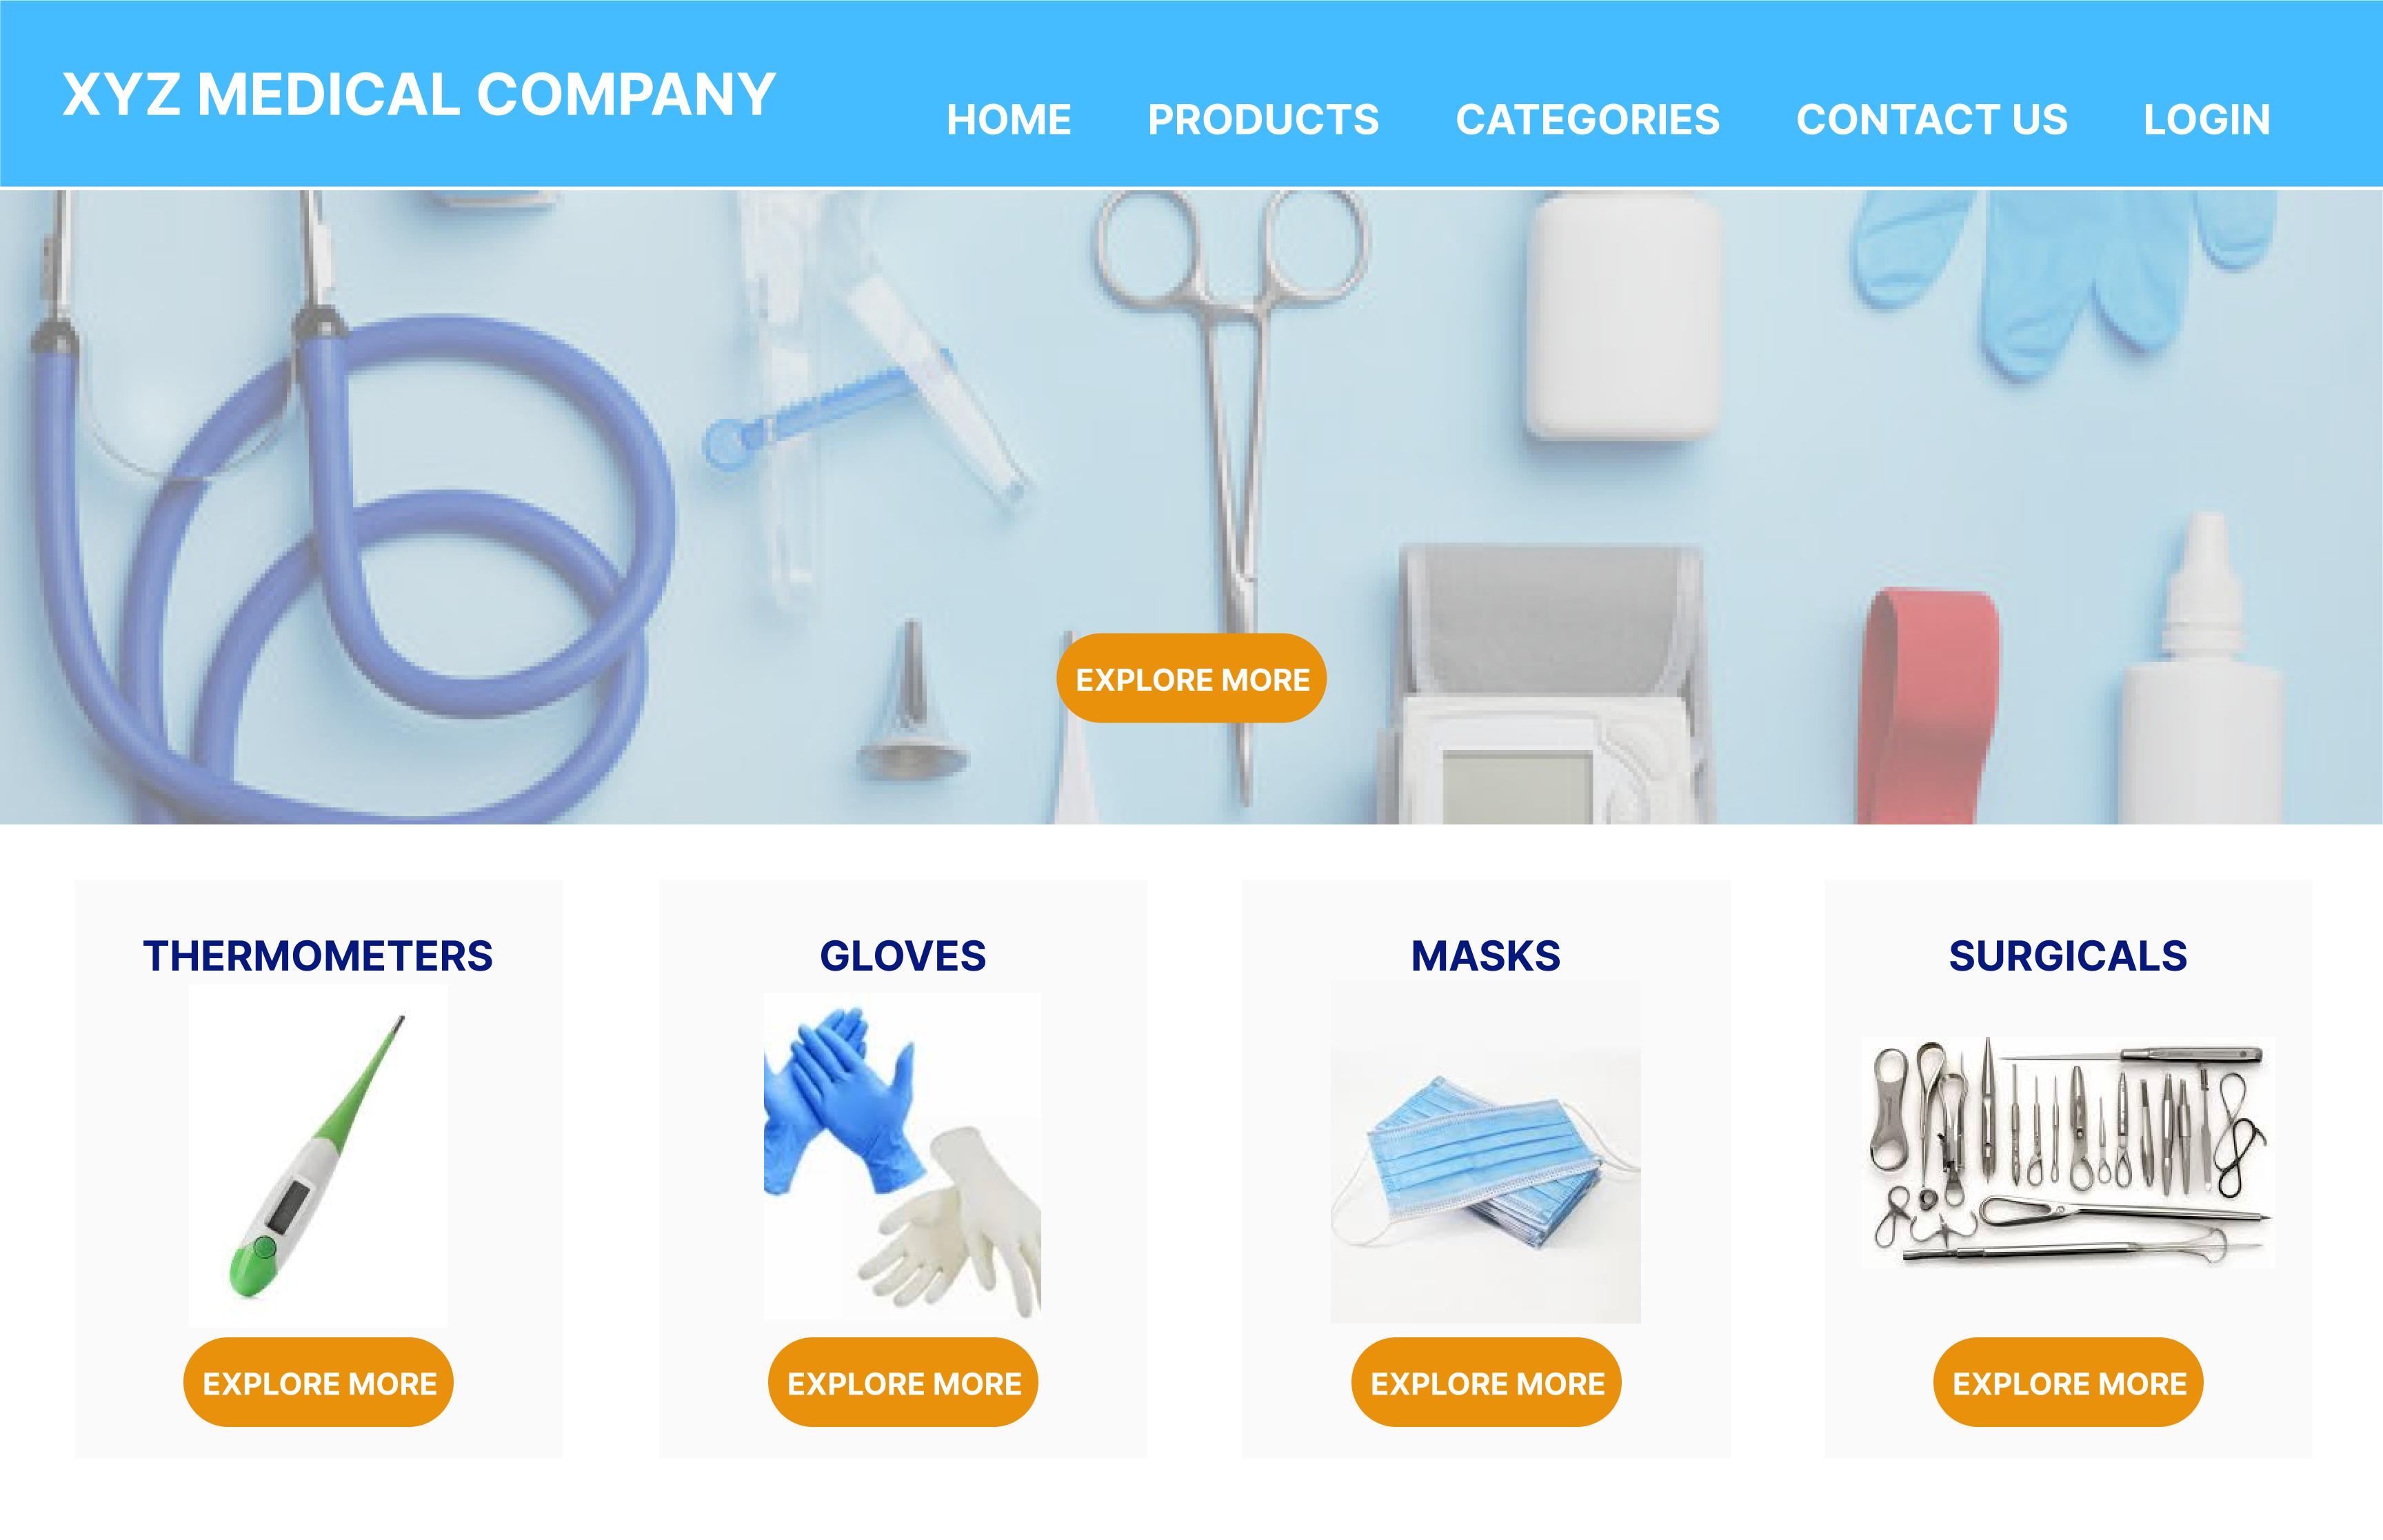 XYZ MEDICAL COMPANY
HOME PRODUCTS CATEGORIES CONTACT US LOGIN
EXPLORE MORE
THERMOMETERS
GLOVES
MASKS
SURGICALS
EXPLORE MORE
EXPLORE MORE
EXPLORE MORE
EXPLORE MORE